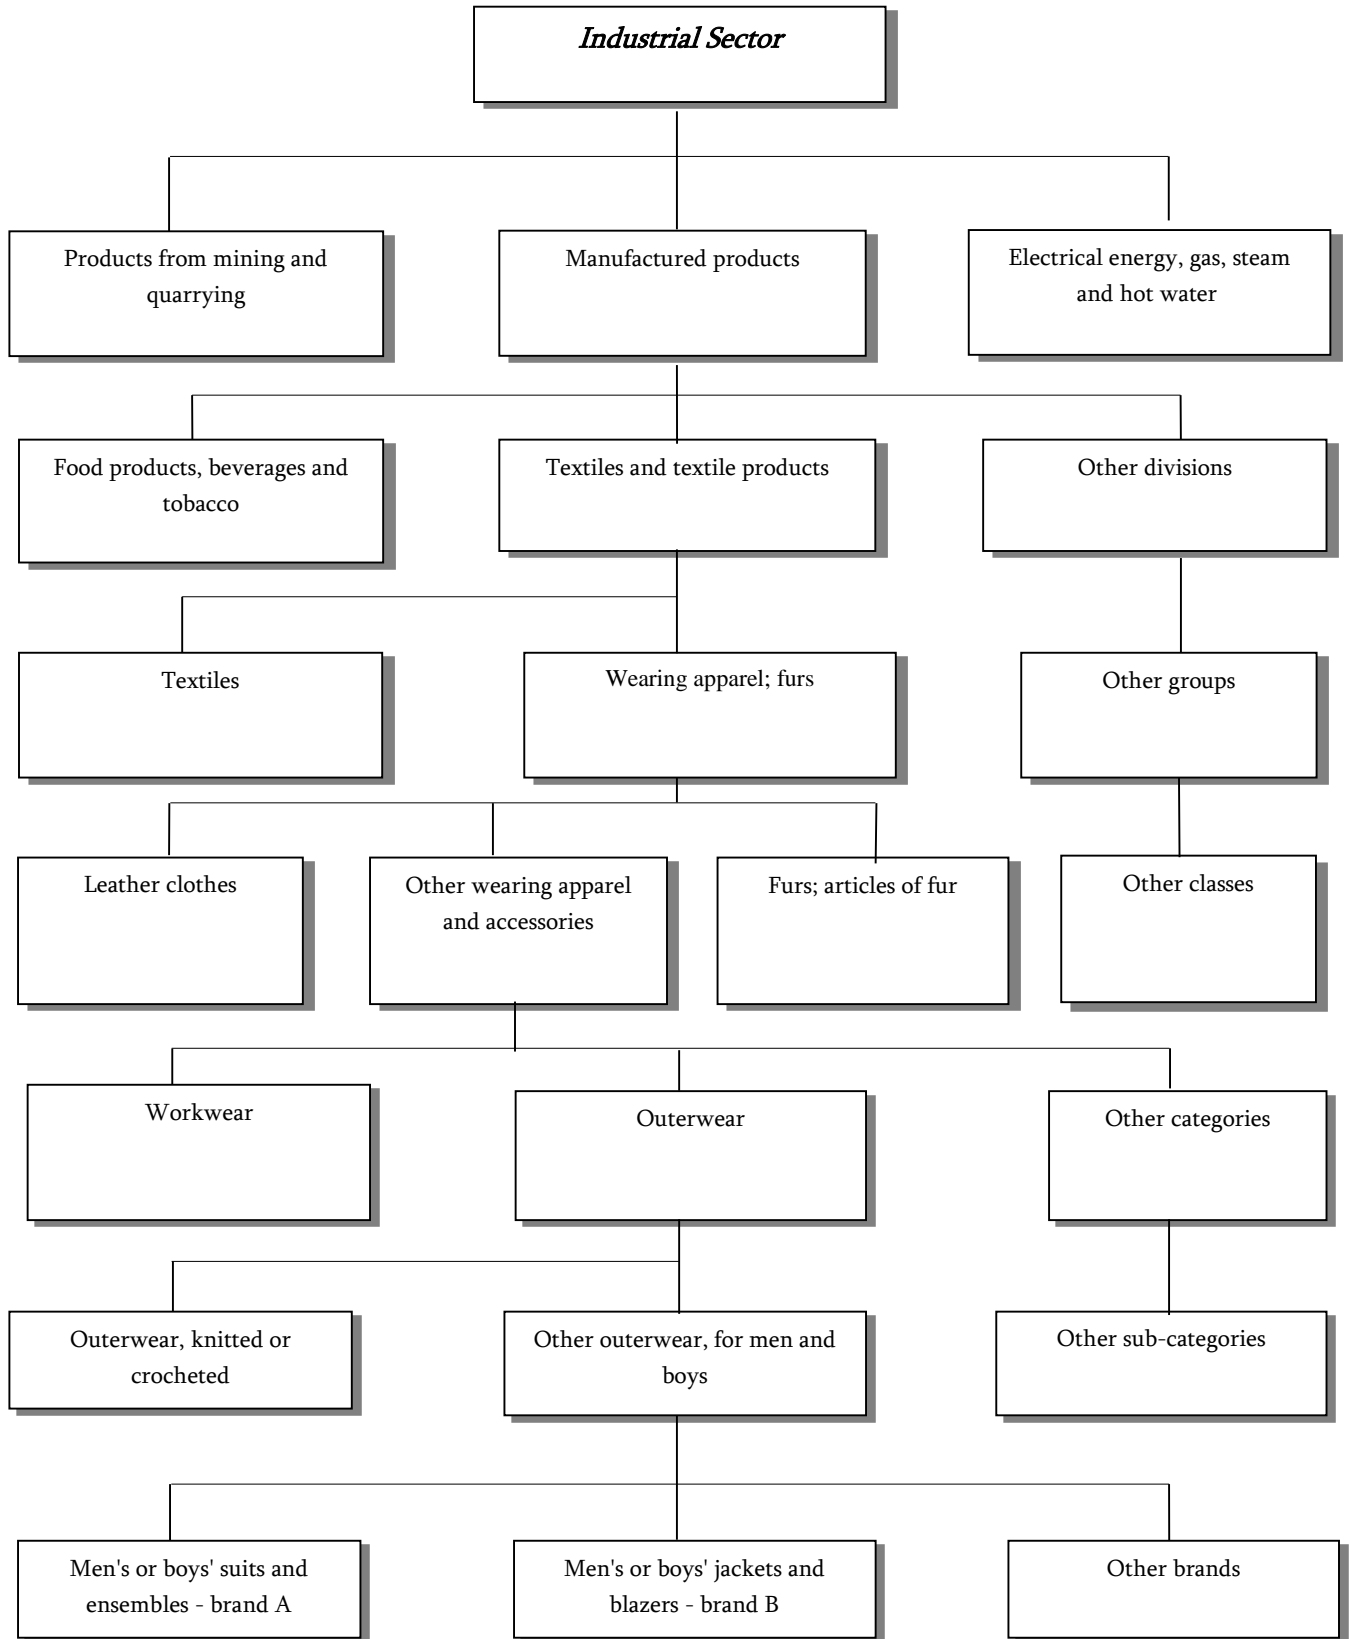 Industrial Sector
Products from mining and
quarrying
Manufactured products
Electrical energy, gas, steam
and hot water
Food products, beverages and
tobacco
Textiles and textile products
Other divisions
Textiles
Wearing apparel; furs
Other groups
Leather clothes
Other wearing apparel
and accessories
Furs; articles of fur
Other classes
Workwear
Outerwear
Other categories
Outerwear, knitted or
crocheted
Other outerwear, for men and
boys
Other sub-categories
Men's or boys' suits and
ensembles - brand A
Men's or boys' jackets and
blazers - brand B
Other brands